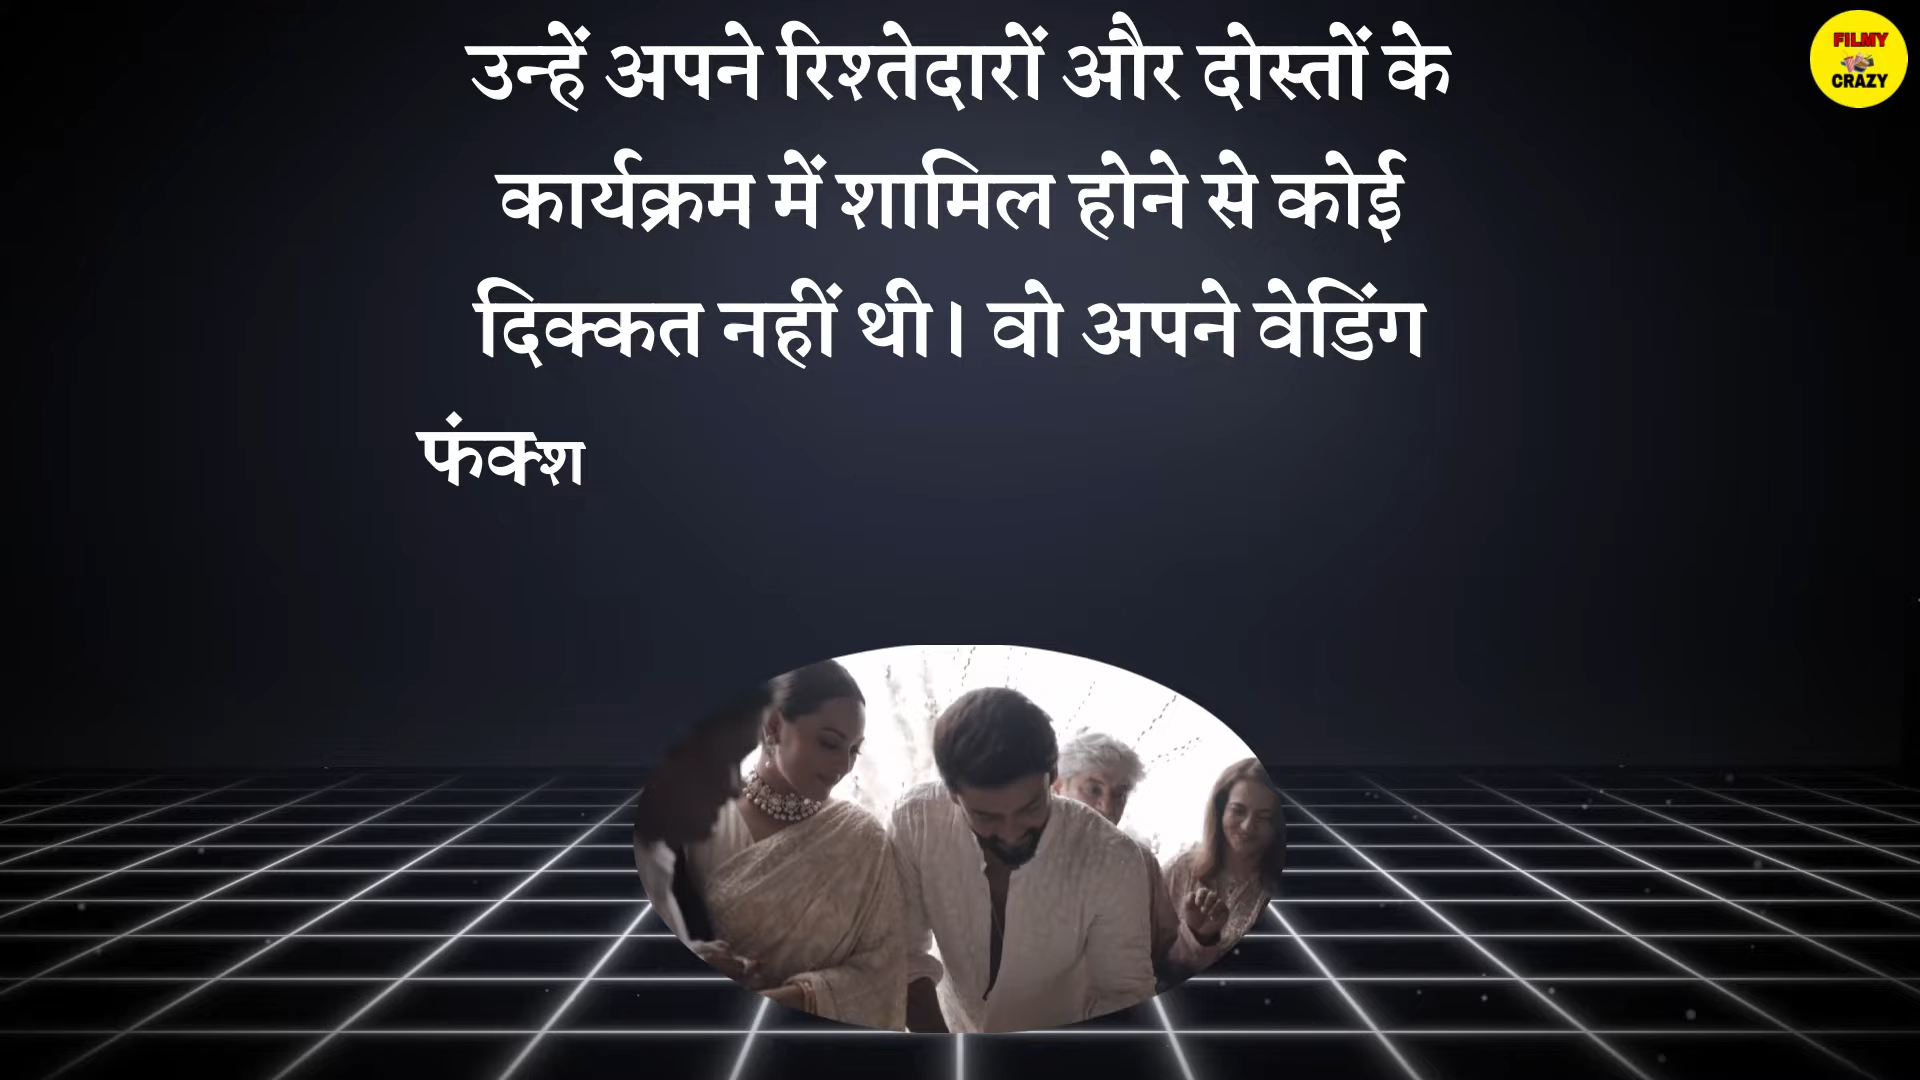 उन्हें अपने रिश्तेदारों और दोस्तों के
कार्यक्रम में शामिल होने से कोई
दिक्कत नहीं थी। वो अपने वेडिंग
फंक्श
FILMY
CRAZY